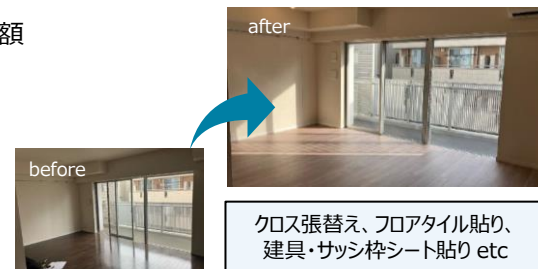 額
after
before
クロス張替え、フロアタイル貼り、
建具・サッシ枠シート貼り etc